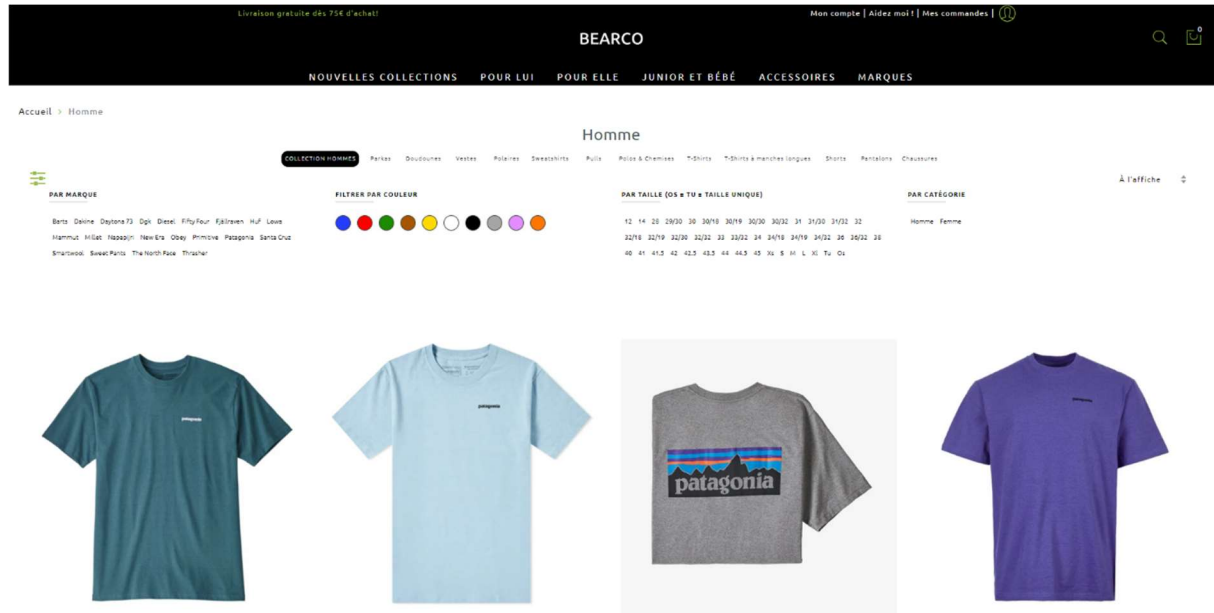 Livraison gratuite dès 75€ d'achat!
Mon compte | Aidez moi ! | Mes commandes |
BEARCO
0
NOUVELLES COLLECTIONS POUR LUI POUR ELLE JUNIOR ET BÉBÉ ACCESSOIRES MARQUES
Accueil > Homme
Homme
COLLECTION HOMMES Parkas Doudounes Vestes Polaires Sweatshirts Pulls Polos & Chemises T-Shirts T-Shirts à manches longues Shorts Pantalons Chaussures
À l'affiche
PAR MARQUE
Barts Dakine Daytona 73 Dgk Diesel Fifty Four Fjällraven Huf Lowa
Mammut Millet Napapijri New Era Obey Primitive Patagonia Santa Cruz
Smartwool Sweet Pants The North Face Thrasher
FILTRER PAR COULEUR
PAR TAILLE (OS = TU = TAILLE UNIQUE)
12 14 28 29/30 30 30/18 30/19 30/30 30/32 31 31/30 31/32 32
32/18 32/19 32/30 32/32 33 33/32 34 34/18 34/19 34/32 36 36/32 38
40 41 41.5 42 42.5 43.5 44 44.5 45 Xs S M L Xl Tu Os
PAR CATÉGORIE
Homme Femme
patagonia
patagonia
patagonia
patagonia